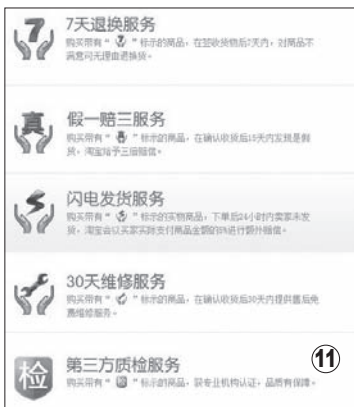 7天退换服务
购买带有“ ”标示的商品，在签收货物后7天内，对商品不
满意可无理由退换货。
假一赔三服务
购买带有“ ”标示的商品，在确认收货后15天内发现是假
货，淘宝给予三倍赔偿。
闪电发货服务
购买带有“ ”标示的实物商品，下单后24小时内卖家未发
货，淘宝会以买家实际支付商品金额的5%进行额外赔偿。
30天维修服务
购买带有“ ”标示的商品，在确认收货后30天内提供售后免
费维修服务。
第三方质检服务
购买带有“ ”标示的商品，获专业机构认证，品质有保障。
7
真
检
11